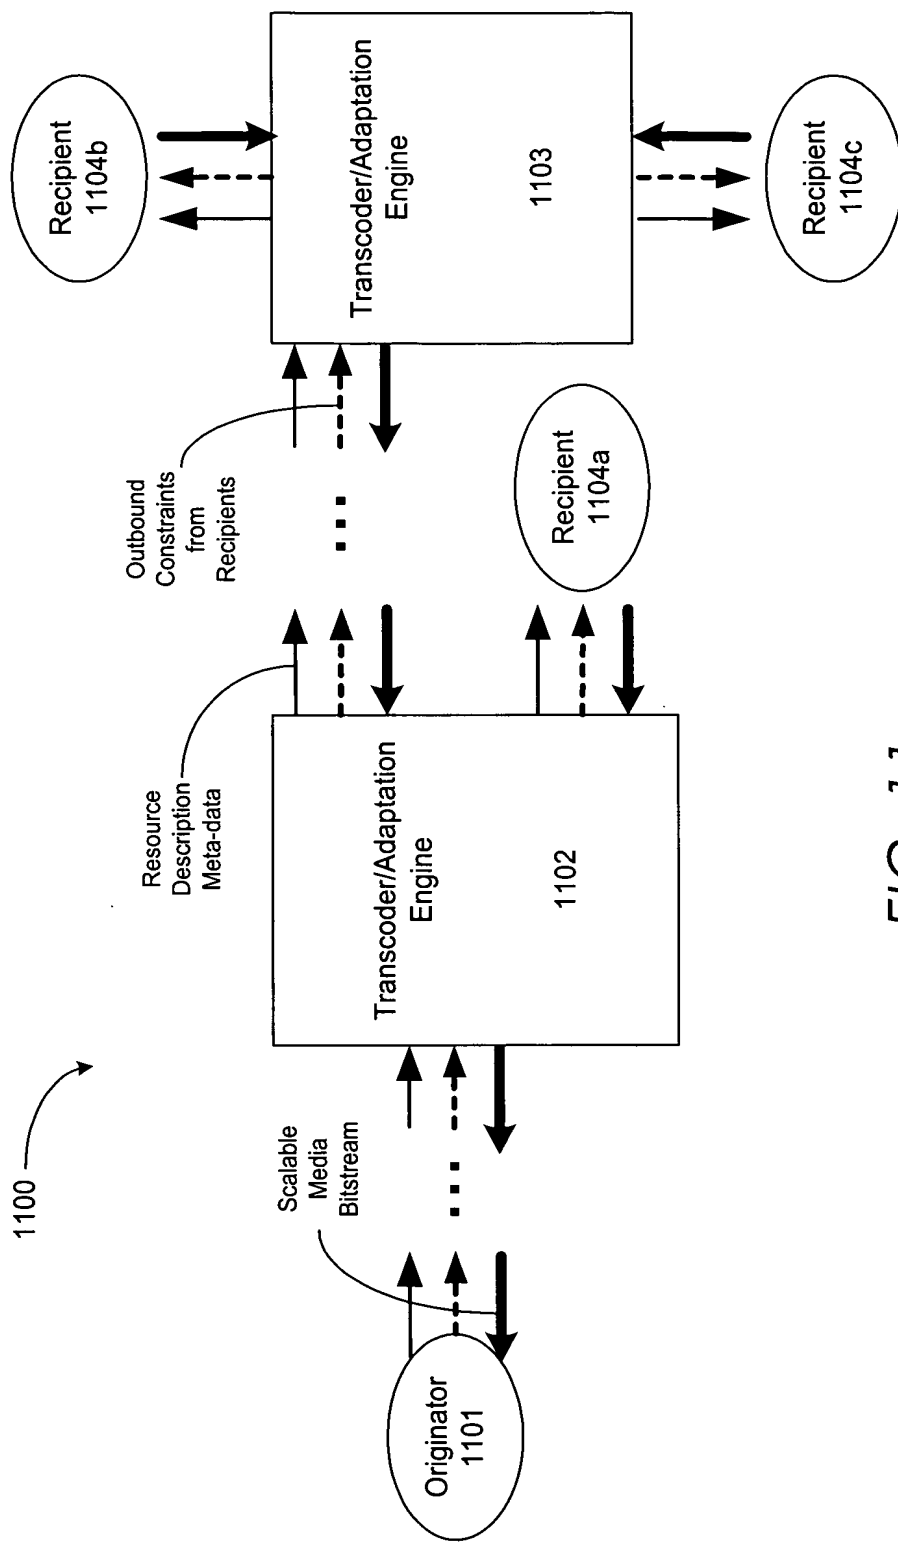 1100
Originator
1101
Scalable
Media
Bitstream
...
Transcoder/Adaptation
Engine
1102
Resource
Description
Meta-data
Outbound
Constraints
from
Recipients
...
Recipient
1104a
Transcoder/Adaptation
Engine
1103
Recipient
1104b
Recipient
1104c
FIG. 11